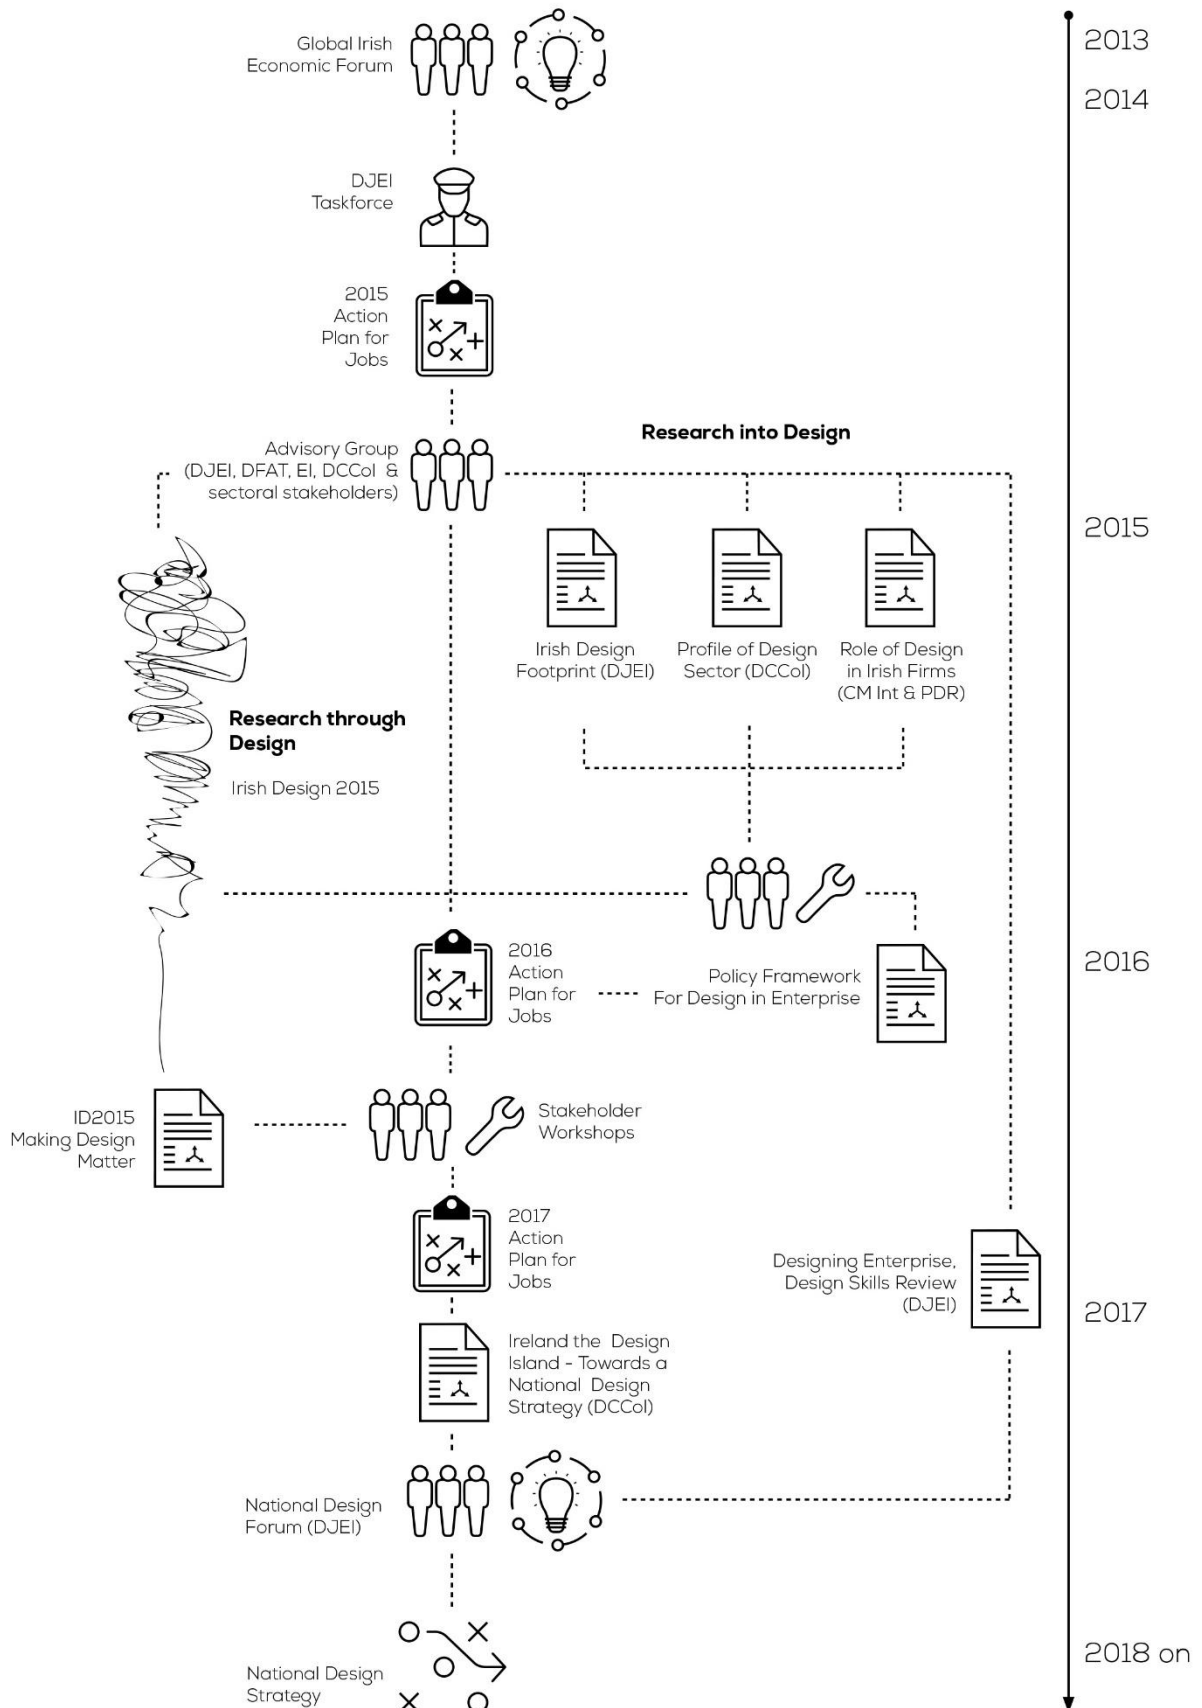 Global Irish
Economic Forum
2013
2014
DJEI
Taskforce
2015
Action
Plan for
Jobs
Research into Design
Advisory Group
(DJEI, DFAT, EI, DCCoI &
sectoral stakeholders)
2015
Irish Design
Footprint (DJEI)
Profile of Design
Sector (DCCoI)
Role of Design
in Irish Firms
(CM Int & PDR)
Research through
Design
Irish Design 2015
2016
Action
Plan for
Jobs
Policy Framework
For Design in Enterprise
2016
ID2015
Making Design
Matter
Stakeholder
Workshops
2017
Action
Plan for
Jobs
Designing Enterprise,
Design Skills Review
(DJEI)
2017
Ireland the Design
Island - Towards a
National Design
Strategy (DCCoI)
National Design
Forum (DJEI)
National Design
Strategy
2018 on